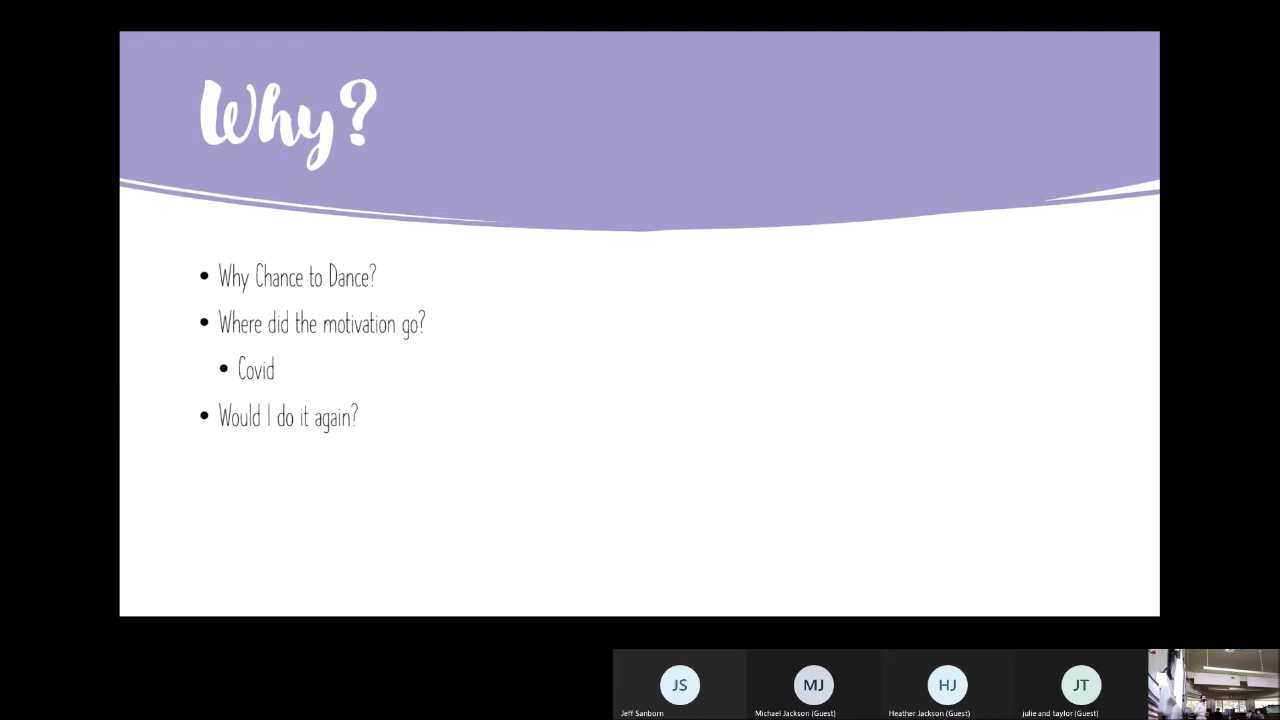 Why?
Why Chance to Dance?
Where did the motivation go?
Covid
Would I do it again?
JS
MJ
HJ
JT
Jeff Sanborn
Michael Jackson (Guest)
Heather Jackson (Guest)
julie and taylor (Guest)